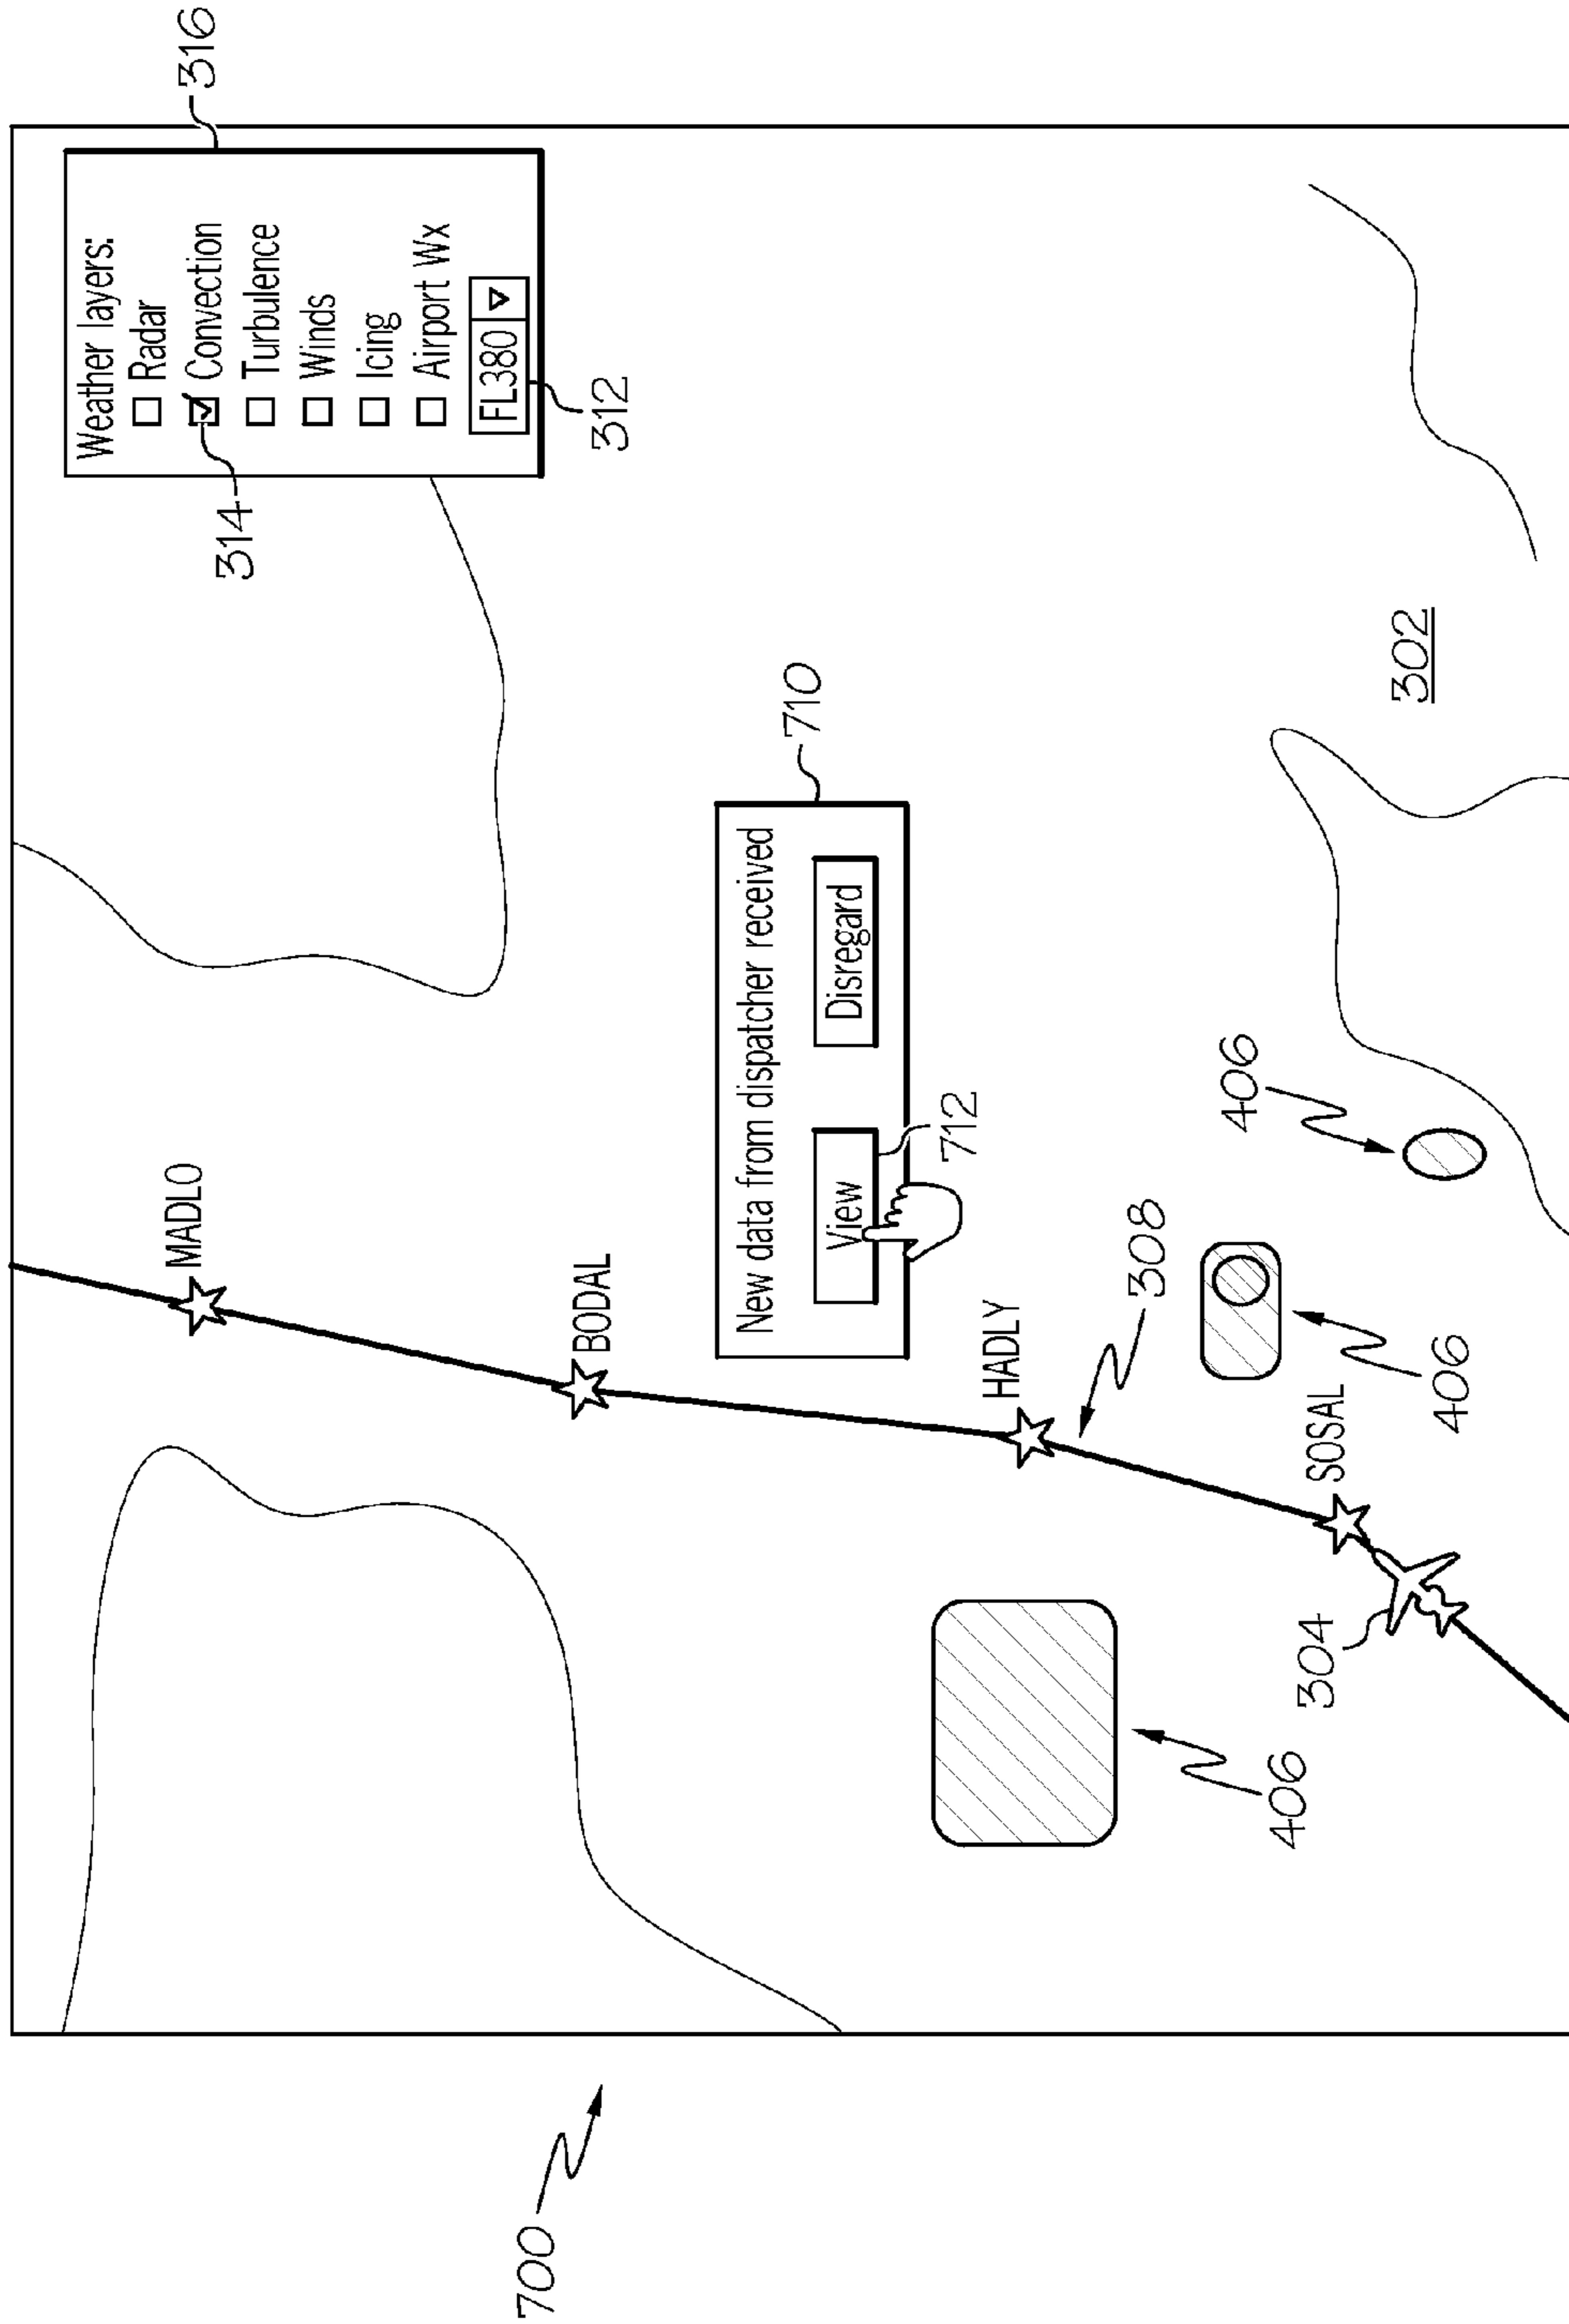 700
316
Weather layers:
Radar
Convection
Turbulence
Winds
Icing
Airport Wx
FL380
314
312
MADLO
BODAL
New data from dispatcher received
View
Disregard
710
712
HADLY
308
406
SOSAL
406
304
406
302